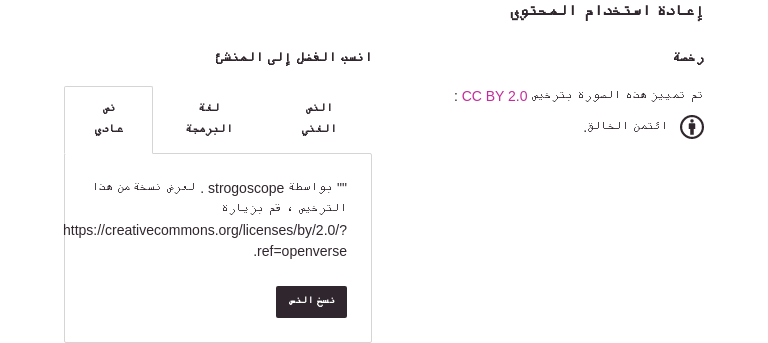 إعادة استخدام المحتوى
رخصة
تم تمييز هذه الصورة بترخيص CC BY 2.0 :
ائتمن الخالق.
انسب الفضل إلى المنشئ
النص الغني
لغة البرمجة
نص عادي
"" بواسطة strogoscope . لعرض نسخة من هذا
الترخيص ، قم بزيارة
https://creativecommons.org/licenses/by/2.0/?
ref=openverse.
نسخ النص